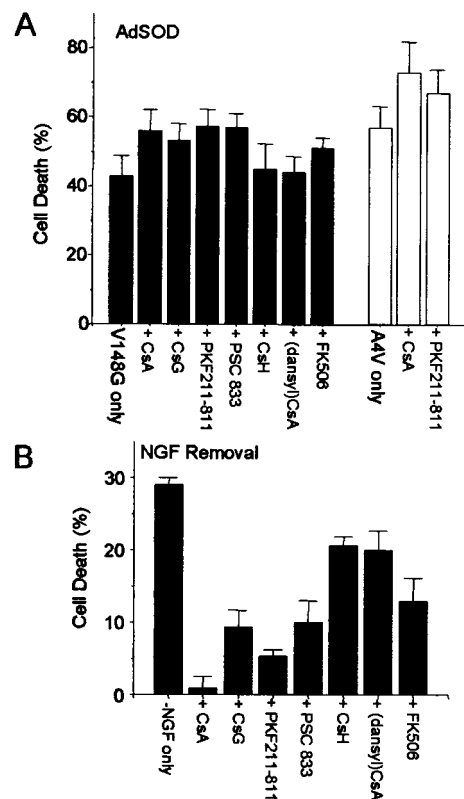 A
AdSOD
Cell Death (%)
80
60
40
20
0
V148G only
+ CsA
+ CsG
+ PKF211-811
+ PSC 833
+ CsH
+ (dansyl)CsA
+ FK506
A4V only
+ CsA
+ PKF211-811
B
NGF Removal
Cell Death (%)
30
20
10
0
-NGF only
+ CsA
+ CsG
+ PKF211-811
+ PSC 833
+ CsH
+ (dansyl)CsA
+ FK506